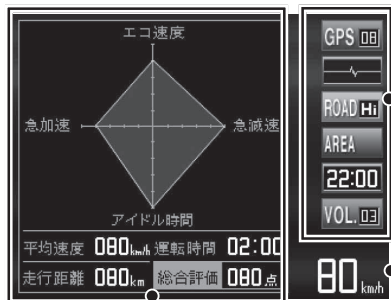 エコ速度
急加速
急減速
アイドル時間
平均速度 080km/h 運転時間 02:00
走行距離 080km 総合評価 080点
GPS 08
ROAD Hi
AREA
22:00
VOL. 03
80 km/h